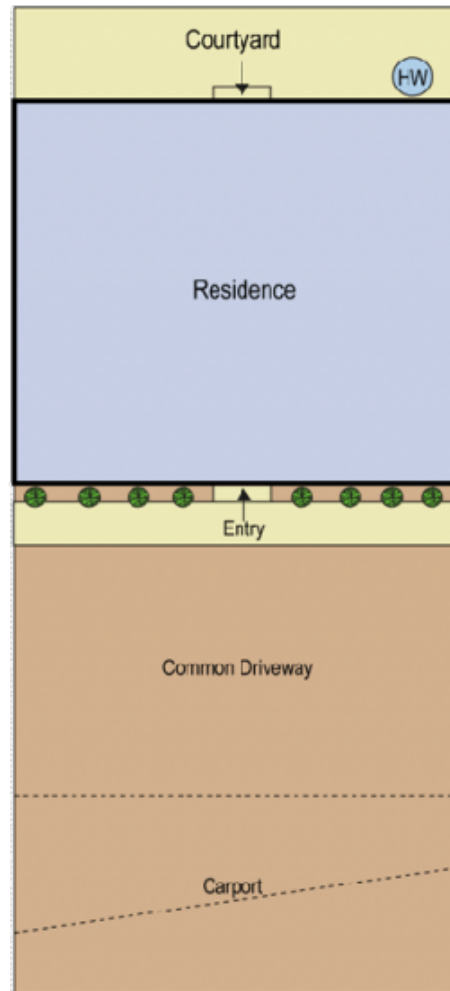 Courtyard
HW
Residence
Entry
Common Driveway
Carport